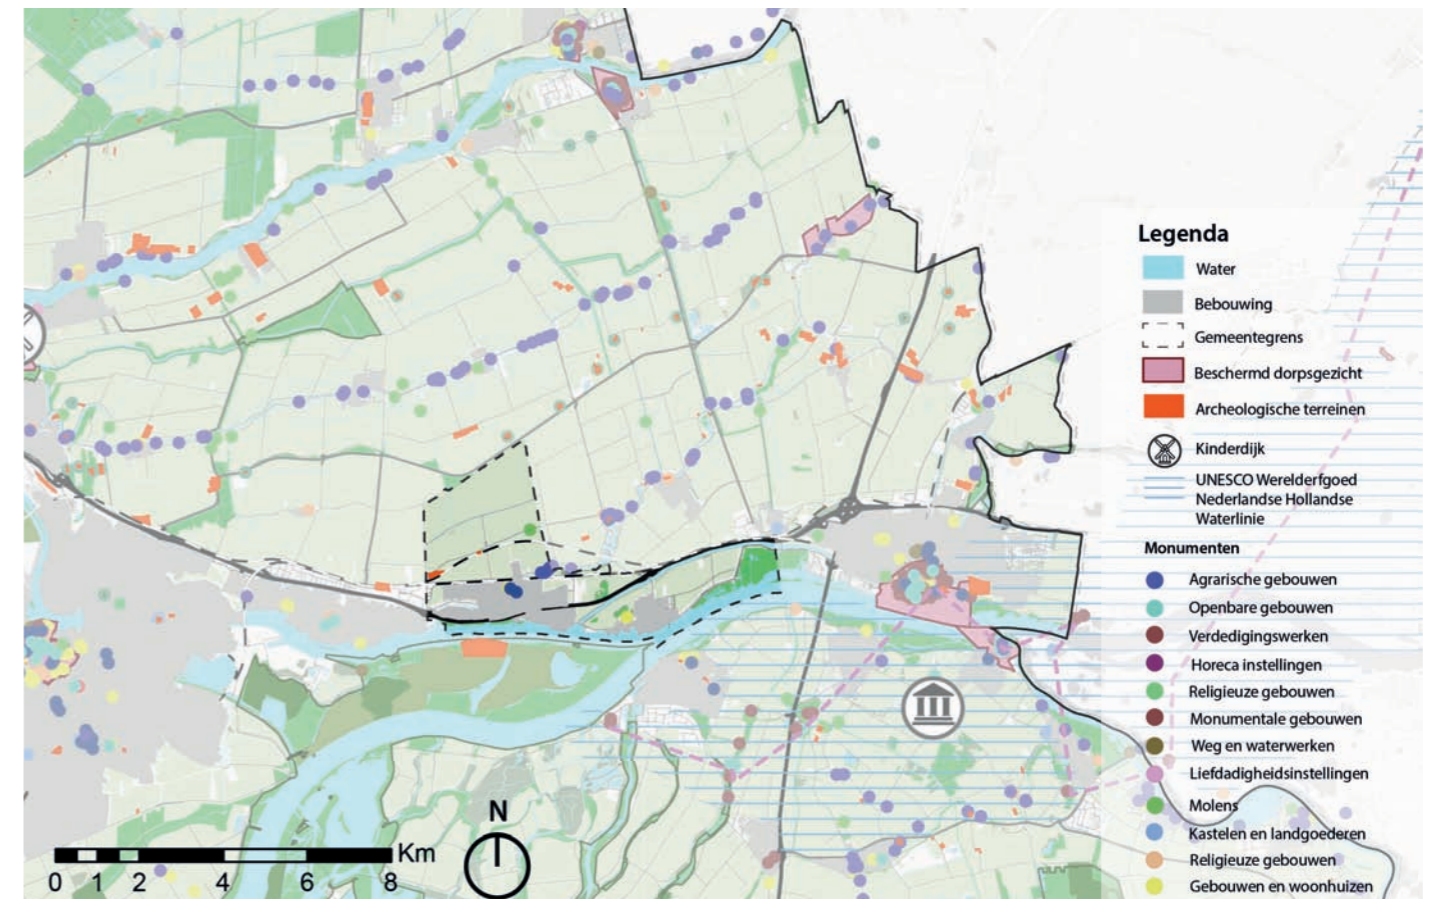 Legenda
Water
Bebouwing
Gemeentegrens
Beschermd dorpsgezicht
Archeologische terreinen
Kinderdijk
UNESCO Werelderfgoed
Nederlandse Hollandse
Waterlinie
Monumenten
Agrarische gebouwen
Openbare gebouwen
Verdedigingswerken
Horeca instellingen
Religieuze gebouwen
Monumentale gebouwen
Weg en waterwerken
Liefdadigheidsinstellingen
Molens
Kastelen en landgoederen
Religieuze gebouwen
Gebouwen en woonhuizen
N
Km
0 1 2 4 6 8